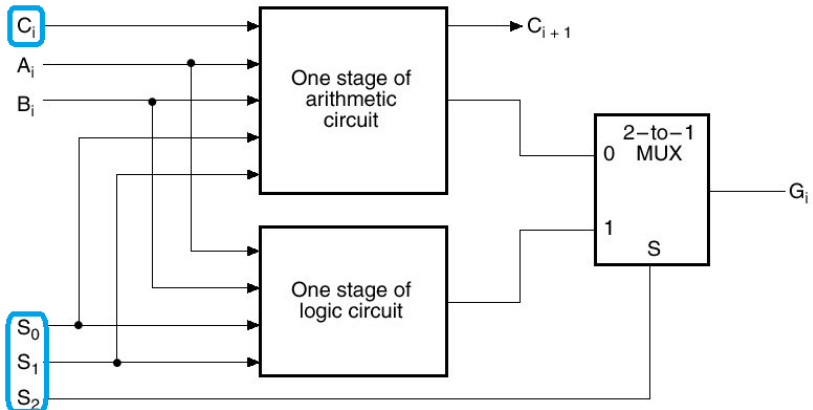 Cᵢ
Aᵢ
Bᵢ
One stage of
arithmetic
circuit
Cᵢ ₊ ₁
2–to–1
0 MUX
1
S
Gᵢ
One stage of
logic circuit
S₀
S₁
S₂